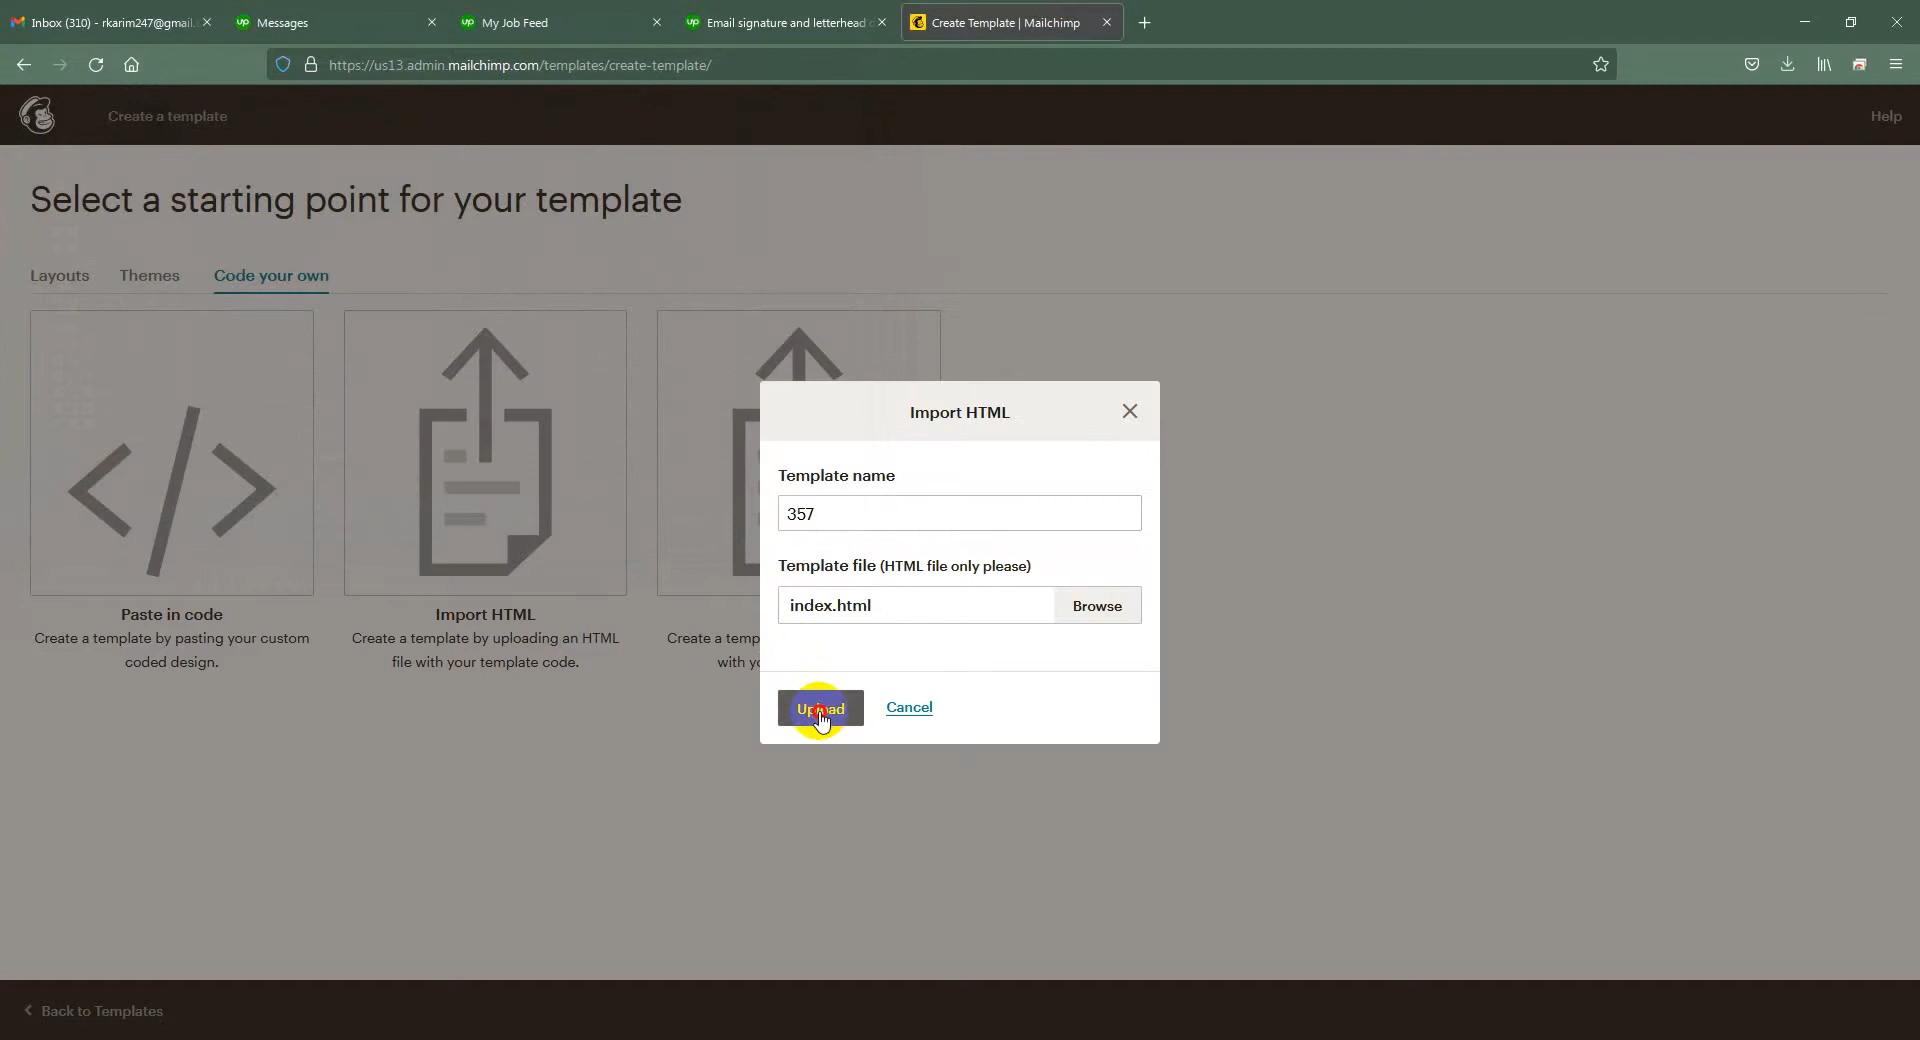 Inbox (310) - rkarim247@gmail.
Messages
My Job Feed
Email signature and letterhead
Create Template | Mailchimp
https://us13.admin.mailchimp.com/templates/create-template/
Create a template
Help
Select a starting point for your template
Layouts
Themes
Code your own
Paste in code
Create a template by pasting your custom
coded design.
Import HTML
Create a template by uploading an HTML
file with your template code.
Create a temp
with
Import HTML
Template name
357
Template file (HTML file only please)
index.html
Browse
Upload
Cancel
Back to Templates